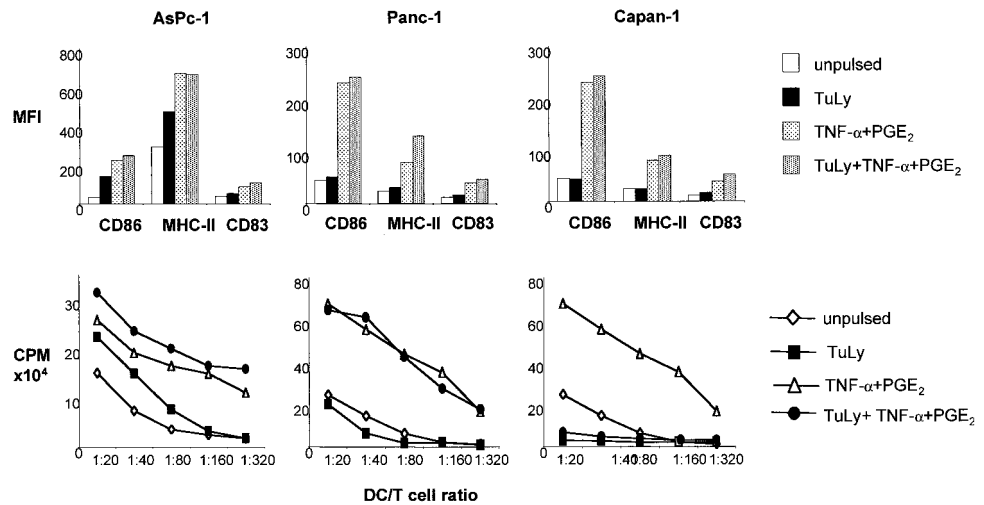 AsPc-1
Panc-1
Capan-1
MFI
800
600
400
200
0
CD86 MHC-II CD83
300
200
100
0
CD86 MHC-II CD83
300
200
100
0
CD86 MHC-II CD83
unpulsed
TuLy
TNF-α+PGE₂
TuLy+TNF-α+PGE₂
CPM
x10⁴
30
20
10
0
1:20 1:40 1:80 1:160 1:320
80
60
40
20
0
1:20 1:40 1:80 1:160 1:320
80
60
40
20
0
1:20 1:40 1:80 1:160 1:320
DC/T cell ratio
unpulsed
TuLy
TNF-α+PGE₂
TuLy+ TNF-α+PGE₂